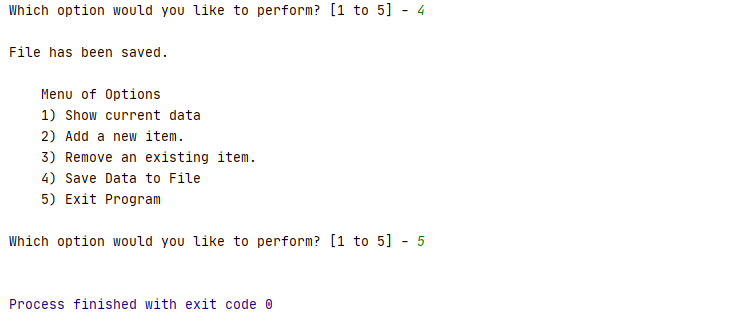 Which option would you like to perform? [1 to 5] - 4
File has been saved.
Menu of Options
1) Show current data
2) Add a new item.
3) Remove an existing item.
4) Save Data to File
5) Exit Program
Which option would you like to perform? [1 to 5] - 5
Process finished with exit code 0